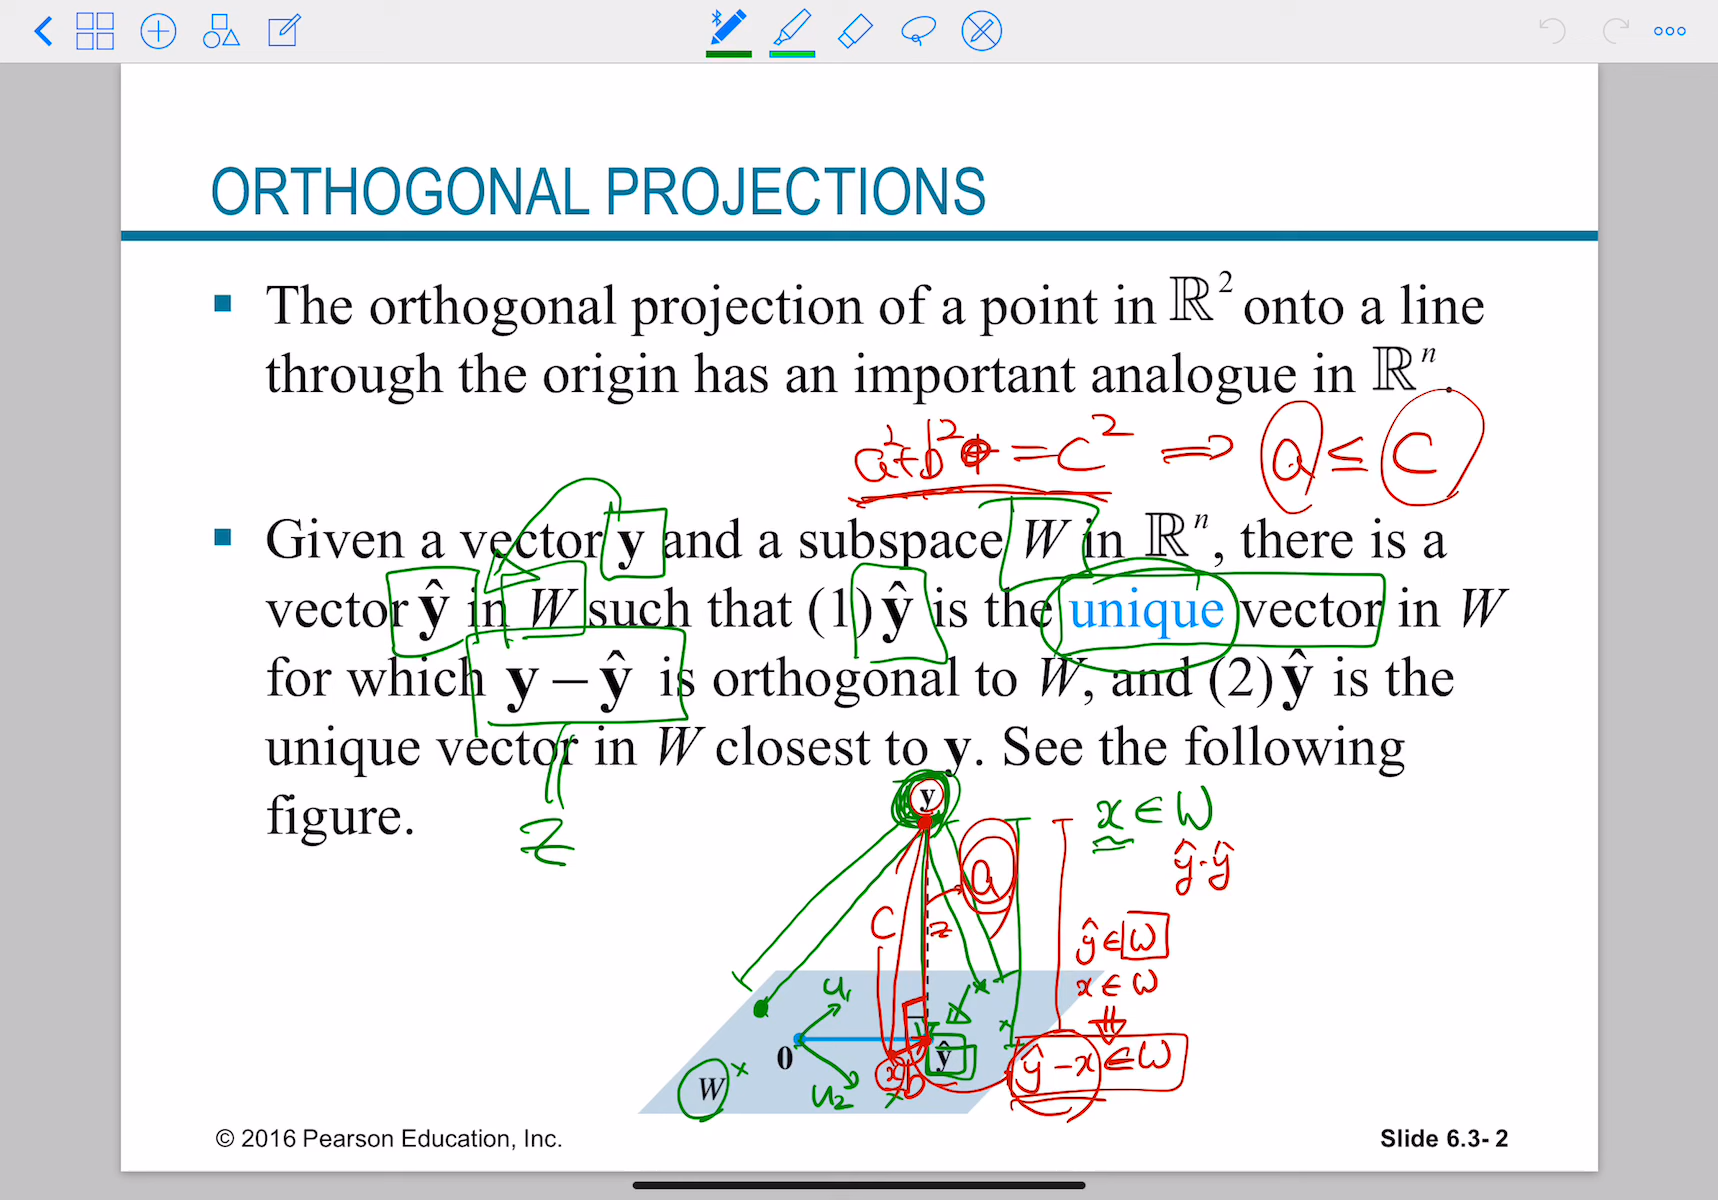 ORTHOGONAL PROJECTIONS
▪ The orthogonal projection of a point in ℝ² onto a line
through the origin has an important analogue in ℝⁿ.
a²+b² = c² ⇒ a ≤ c
▪ Given a vector y and a subspace W in ℝⁿ, there is a
vector ŷ in W such that (1) ŷ is the unique vector in W
for which y – ŷ is orthogonal to W, and (2) ŷ is the
unique vector in W closest to y. See the following
figure.
z
y
x ∈ W
ŷ·ŷ
a
c
z
ŷ ∈ W
x ∈ W
u₁
0
ŷ
x
b
ŷ – x ∈ W
W
u₂
© 2016 Pearson Education, Inc.
Slide 6.3- 2